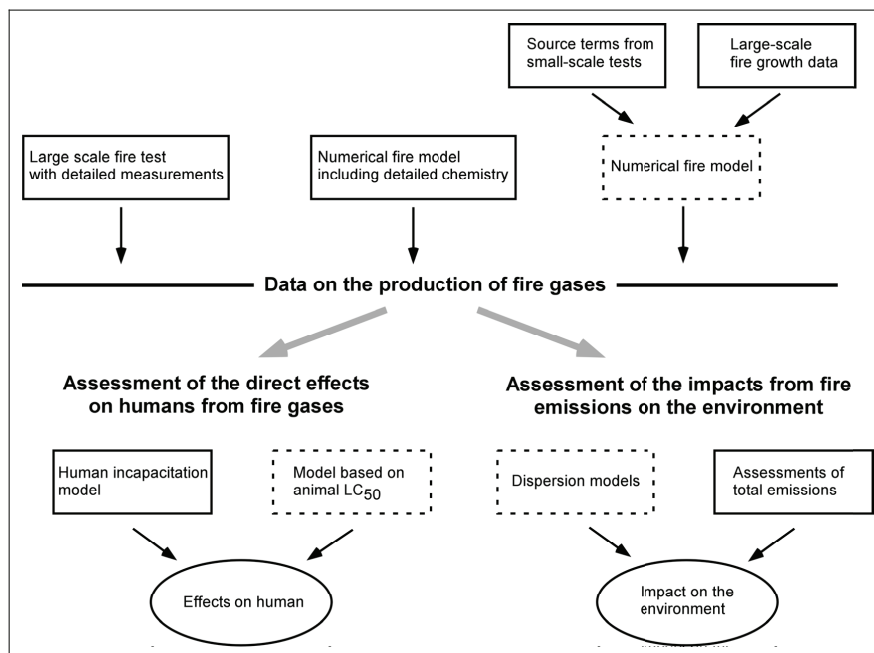 Source terms from
small-scale tests
Large-scale
fire growth data
Large scale fire test
with detailed measurements
Numerical fire model
including detailed chemistry
Numerical fire model
Data on the production of fire gases
Assessment of the direct effects
on humans from fire gases
Assessment of the impacts from fire
emissions on the environment
Human incapacitation
model
Model based on
animal LC50
Dispersion models
Assessments of
total emissions
Effects on human
Impact on the
environment